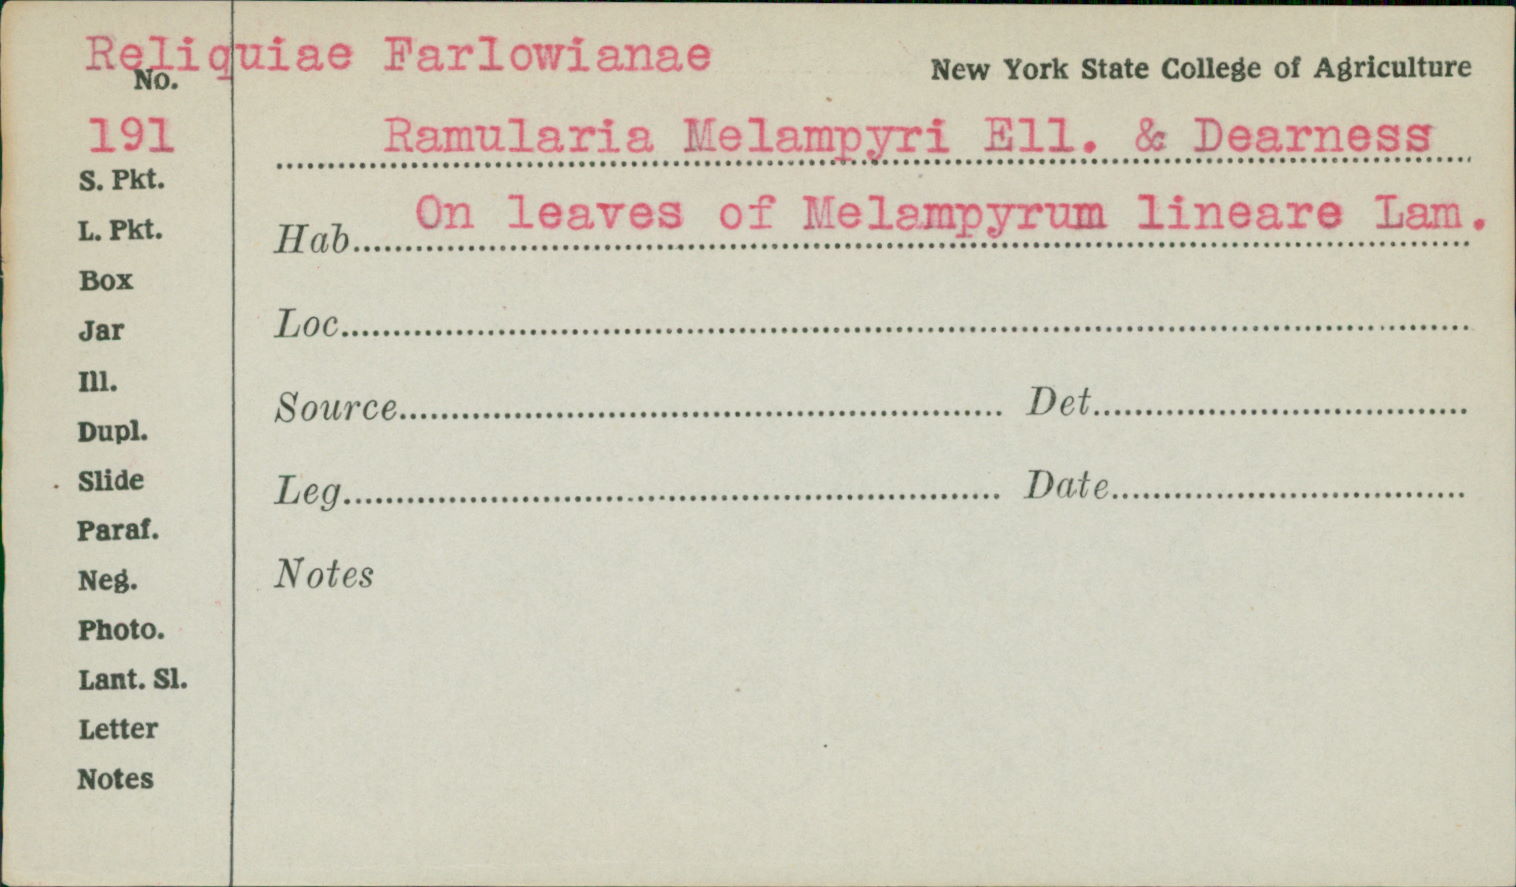 Reliquiae Farlowianae
No.
New York State College of Agriculture
191
Ramularia Melampyri Ell. & Dearness
S. Pkt.
Hab. On leaves of Melampyrum lineare Lam.
L. Pkt.
Box
Loc.
Jar
Ill.
Source Det.
Dupl.
Slide
Leg. Date
Paraf.
Neg.
Notes
Photo.
Lant. Sl.
Letter
Notes